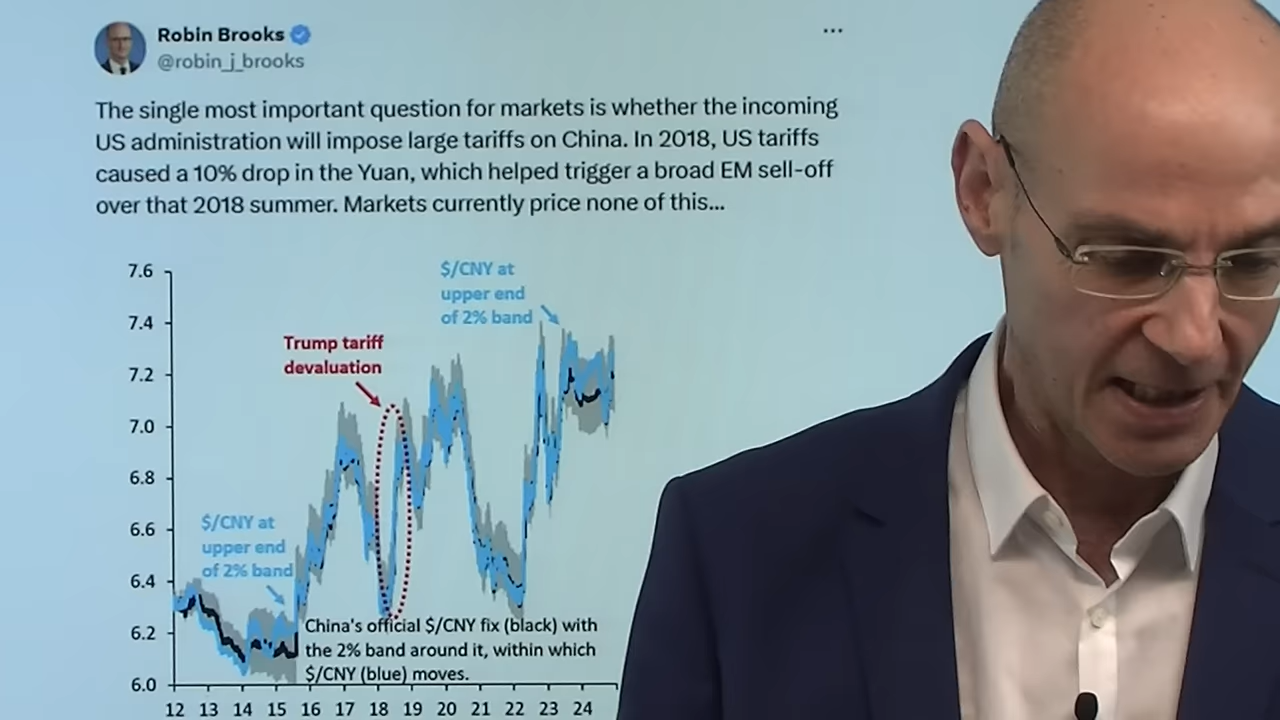 Robin Brooks
@robin_j_brooks
...
The single most important question for markets is whether the incoming
US administration will impose large tariffs on China. In 2018, US tariffs
caused a 10% drop in the Yuan, which helped trigger a broad EM sell-off
over that 2018 summer. Markets currently price none of this...
7.6
7.4
7.2
7.0
6.8
6.6
6.4
6.2
6.0
$/CNY at
upper end
of 2% band
Trump tariff
devaluation
$/CNY at
upper end
of 2% band
China's official $/CNY fix (black) with
the 2% band around it, within which
$/CNY (blue) moves.
12 13 14 15 16 17 18 19 20 21 22 23 24